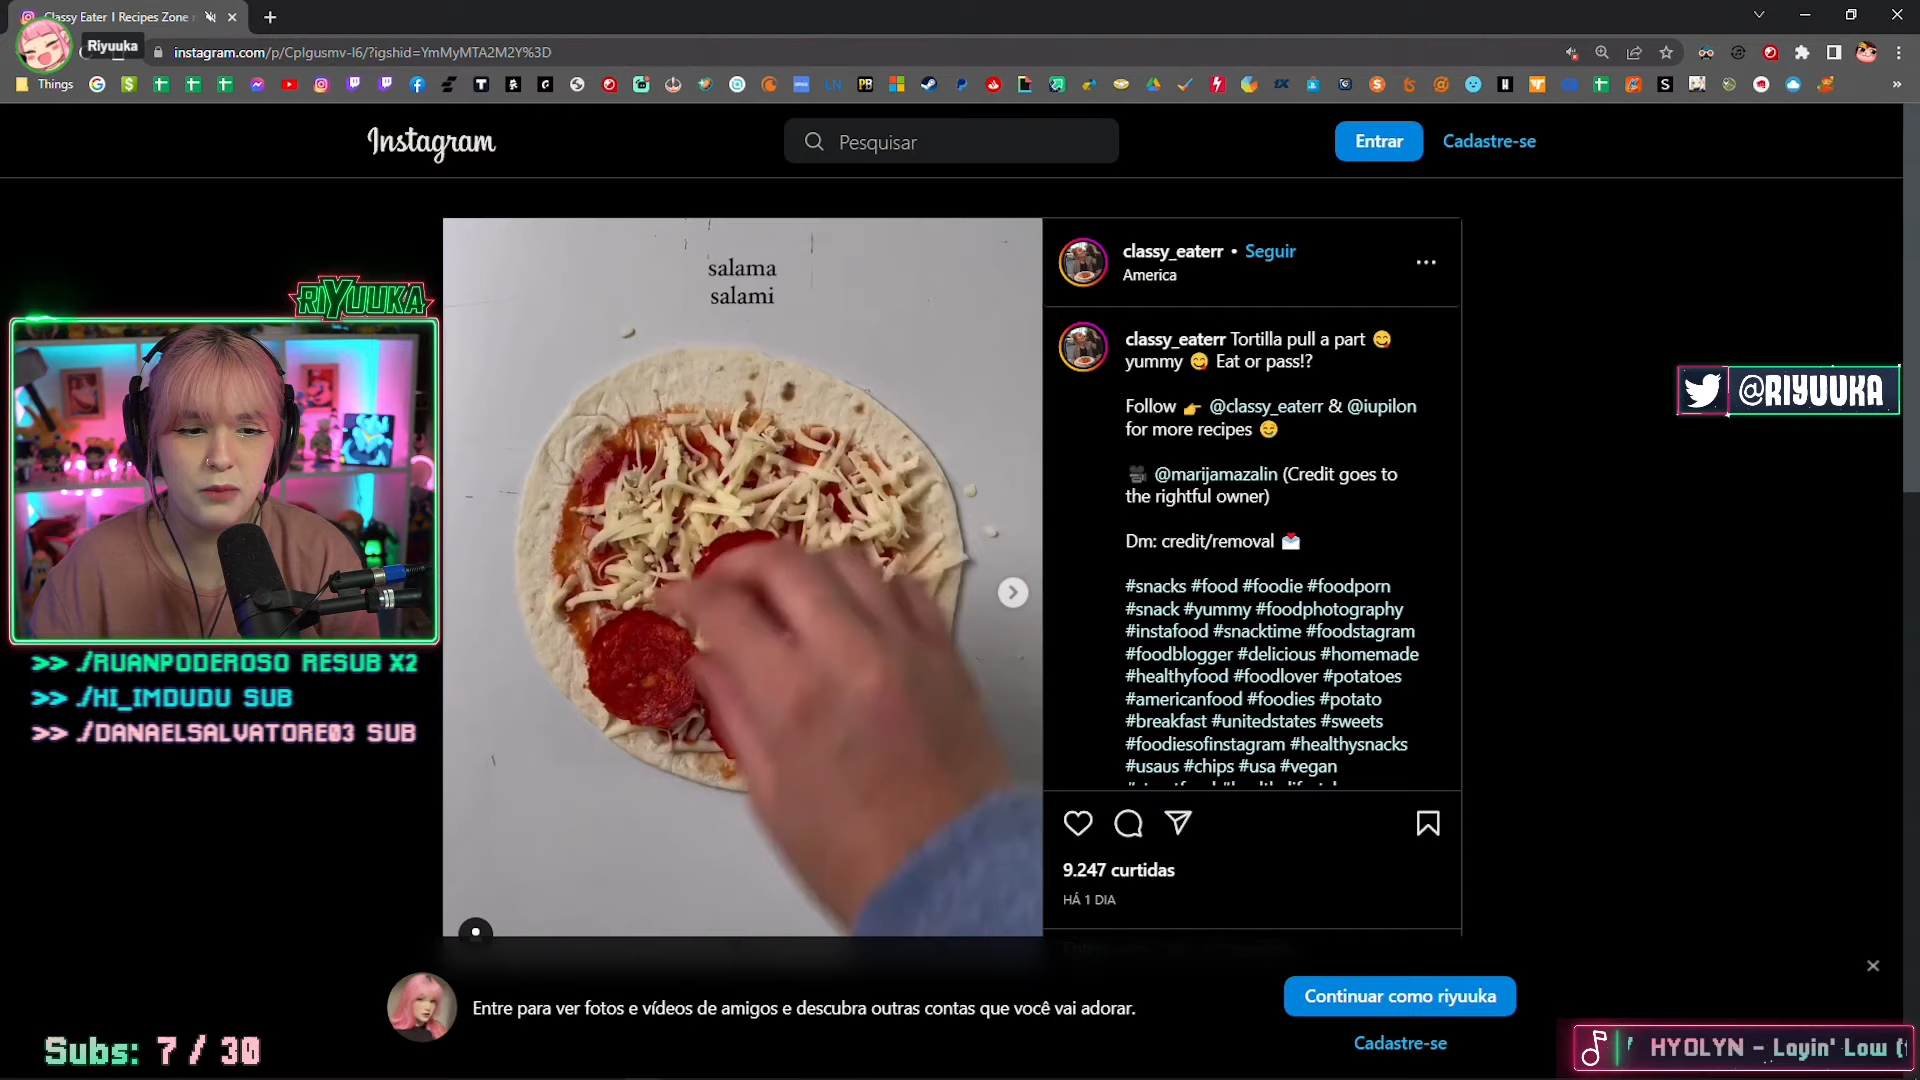 Classy Eater | Recipes Zone
Riyuuka
instagram.com/p/CpIgusmv-l6/?igshid=YmMyMTA2M2Y%3D
Things
Instagram
Pesquisar
Entrar
Cadastre-se
salama
salami
classy_eaterr • Seguir
America
classy_eaterr Tortilla pull a part 😋
yummy 😋 Eat or pass!?
Follow 👉 @classy_eaterr & @iupilon
for more recipes 😊
🎥 @marijamazalin (Credit goes to
the rightful owner)
Dm: credit/removal 💌
#snacks #food #foodie #foodporn
#snack #yummy #foodphotography
#instafood #snacktime #foodstagram
#foodblogger #delicious #homemade
#healthyfood #foodlover #potatoes
#americanfood #foodies #potato
#breakfast #unitedstates #sweets
#foodiesofinstagram #healthysnacks
#usaus #chips #usa #vegan
9.247 curtidas
HÁ 1 DIA
RIYUUKA
>> ./RUANPODEROSO RESUB X2
>> ./HI_IMDUDU SUB
>> ./DANAELSALVATORE03 SUB
@RIYUUKA
Entre para ver fotos e vídeos de amigos e descubra outras contas que você vai adorar.
Continuar como riyuuka
Cadastre-se
Subs: 7 / 30
HYOLYN - Layin' Low (